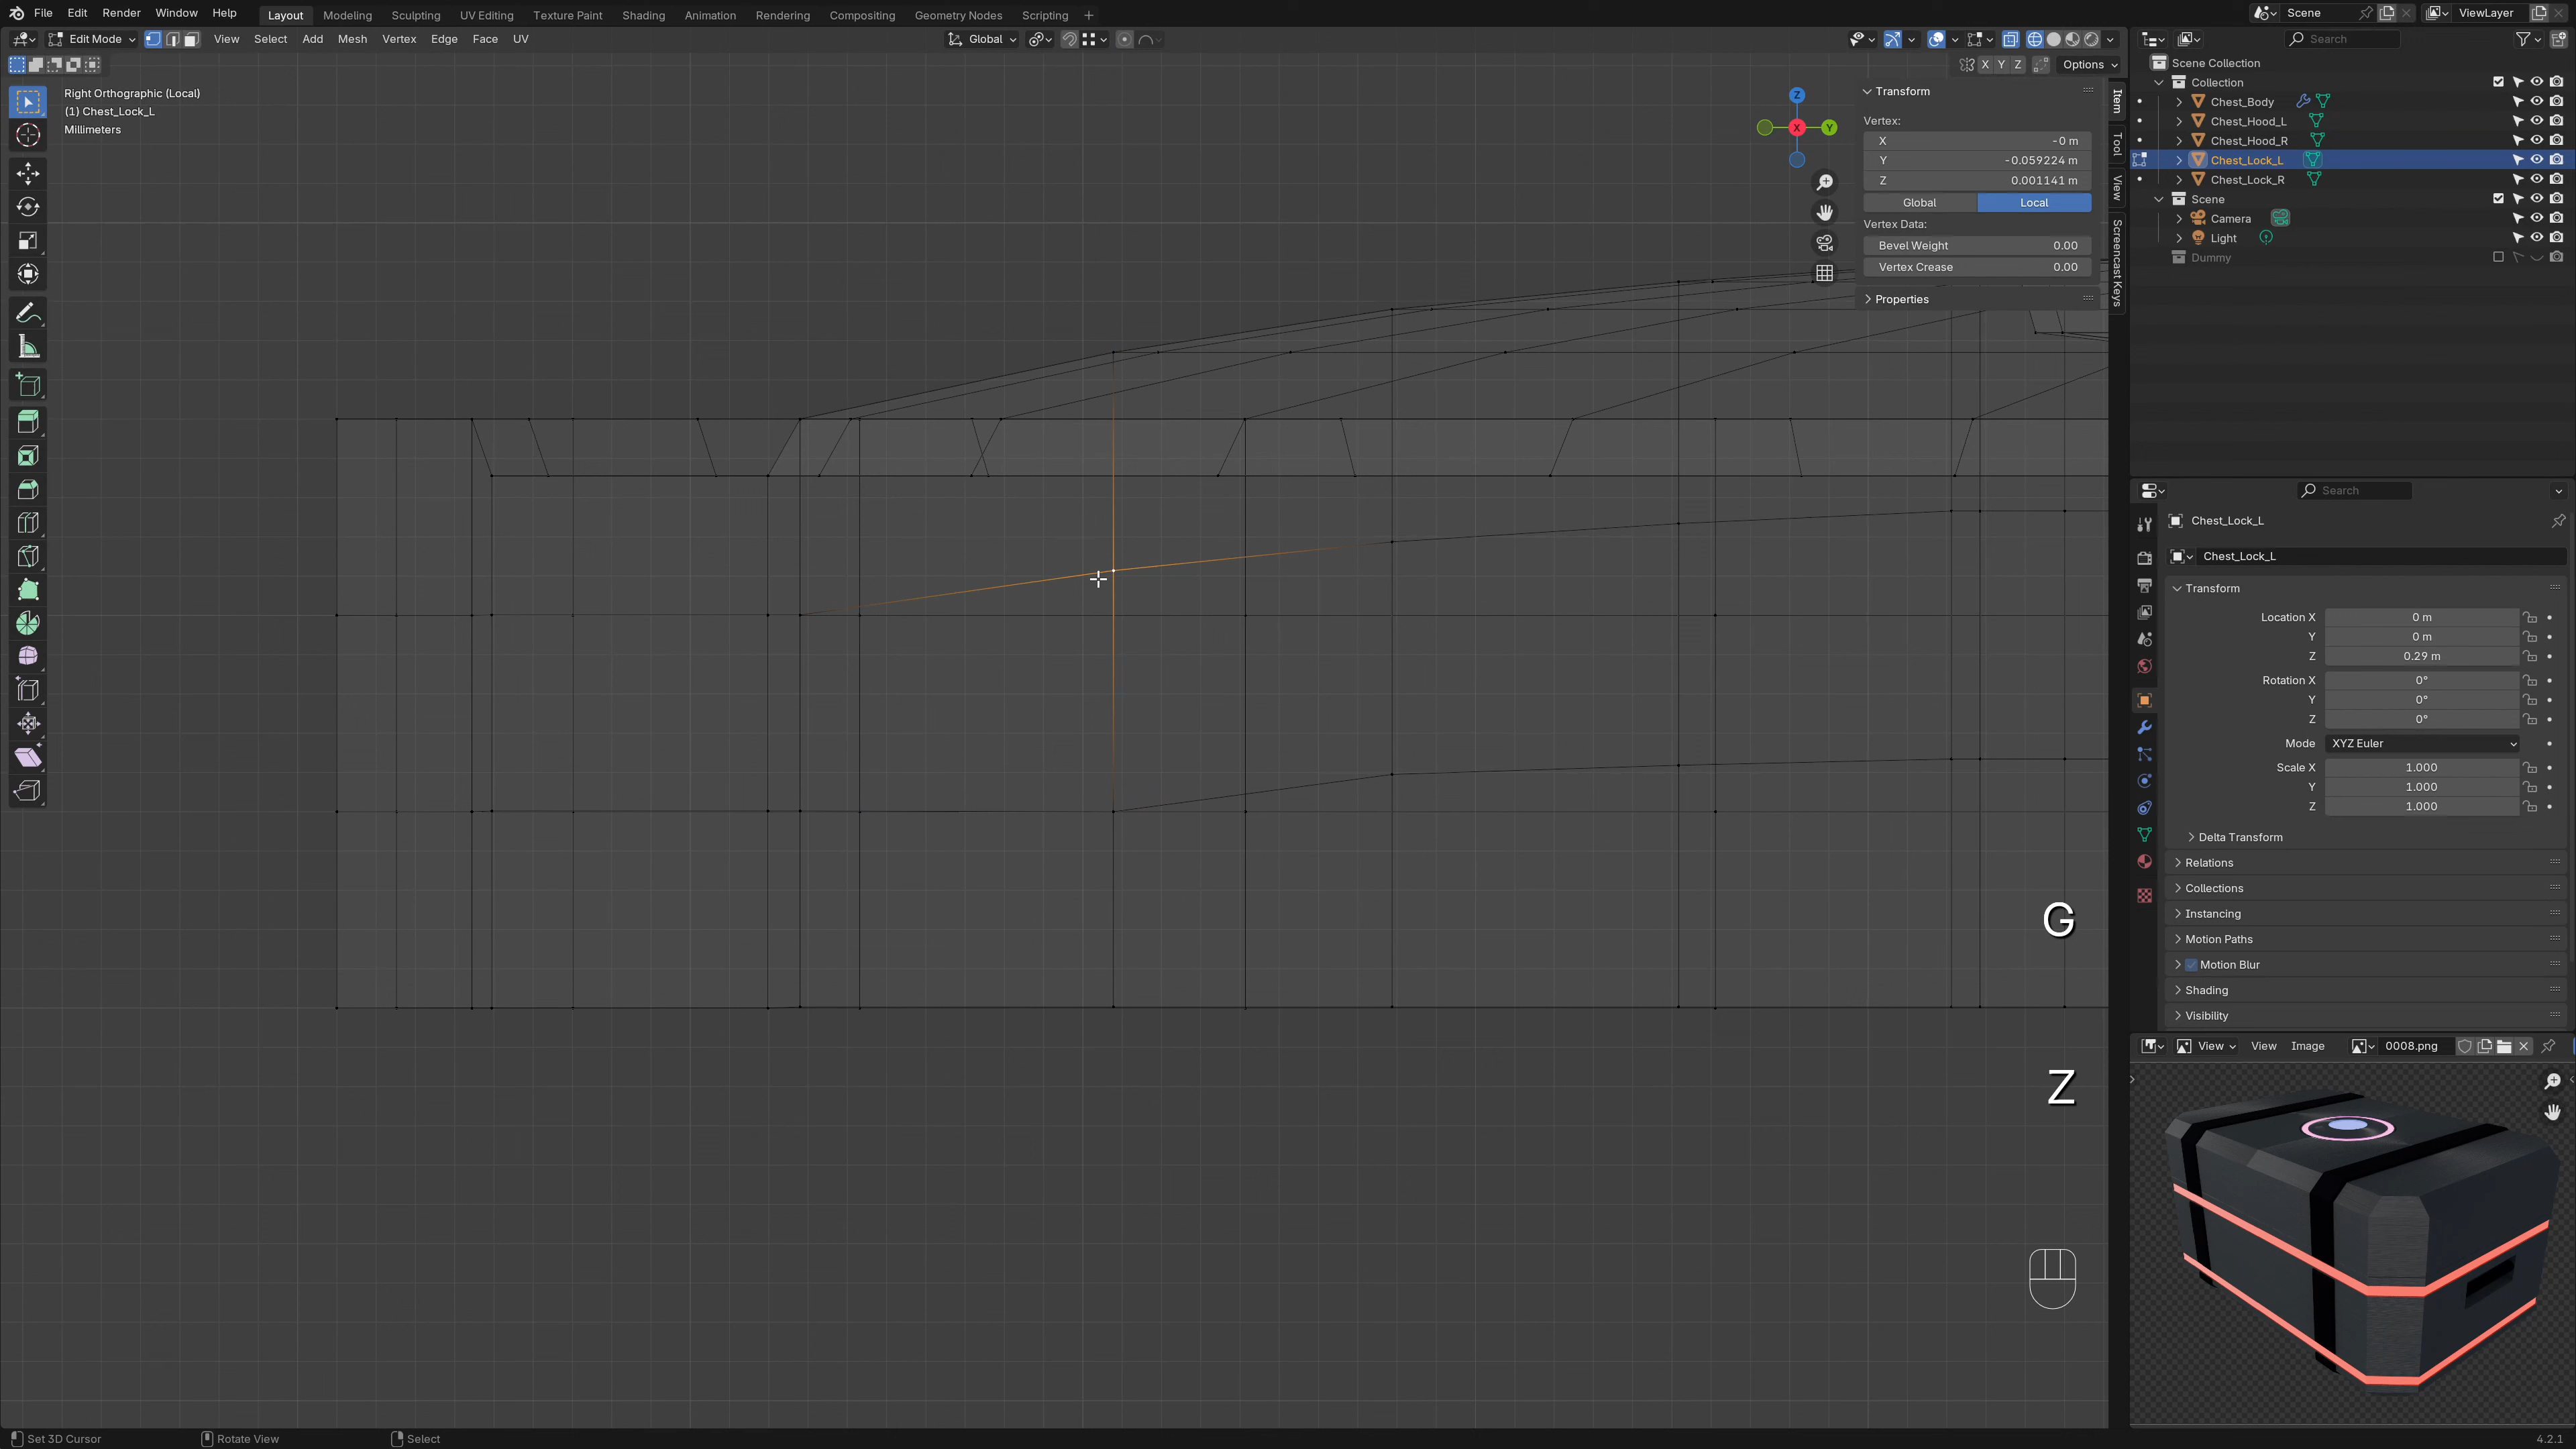 File Edit Render Window Help Layout Modeling Sculpting UV Editing Texture Paint Shading Animation Rendering Compositing Geometry Nodes Scripting + Scene ViewLayer
Edit Mode View Select Add Mesh Vertex Edge Face UV Global
X Y Z Options
Right Orthographic (Local)
(1) Chest_Lock_L
Millimeters
Z
X
Y
Transform
Vertex:
X -0 m
Y -0.059224 m
Z 0.001141 m
Global Local
Vertex Data:
Bevel Weight 0.00
Vertex Crease 0.00
Properties
Item
Tool
View
Screencast Keys
G
Z
Search
Scene Collection
Collection
Chest_Body
Chest_Hood_L
Chest_Hood_R
Chest_Lock_L
Chest_Lock_R
Scene
Camera
Light
Dummy
Search
Chest_Lock_L
Chest_Lock_L
Transform
Location X 0 m
Y 0 m
Z 0.29 m
Rotation X 0°
Y 0°
Z 0°
Mode XYZ Euler
Scale X 1.000
Y 1.000
Z 1.000
Delta Transform
Relations
Collections
Instancing
Motion Paths
Motion Blur
Shading
Visibility
View View Image 0008.png
Set 3D Cursor Rotate View Select 4.2.1